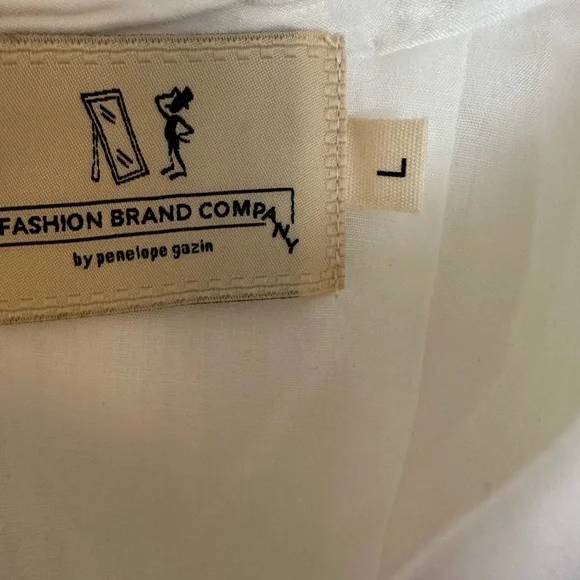 FASHION BRAND COMPANY
by penelope gazin
L